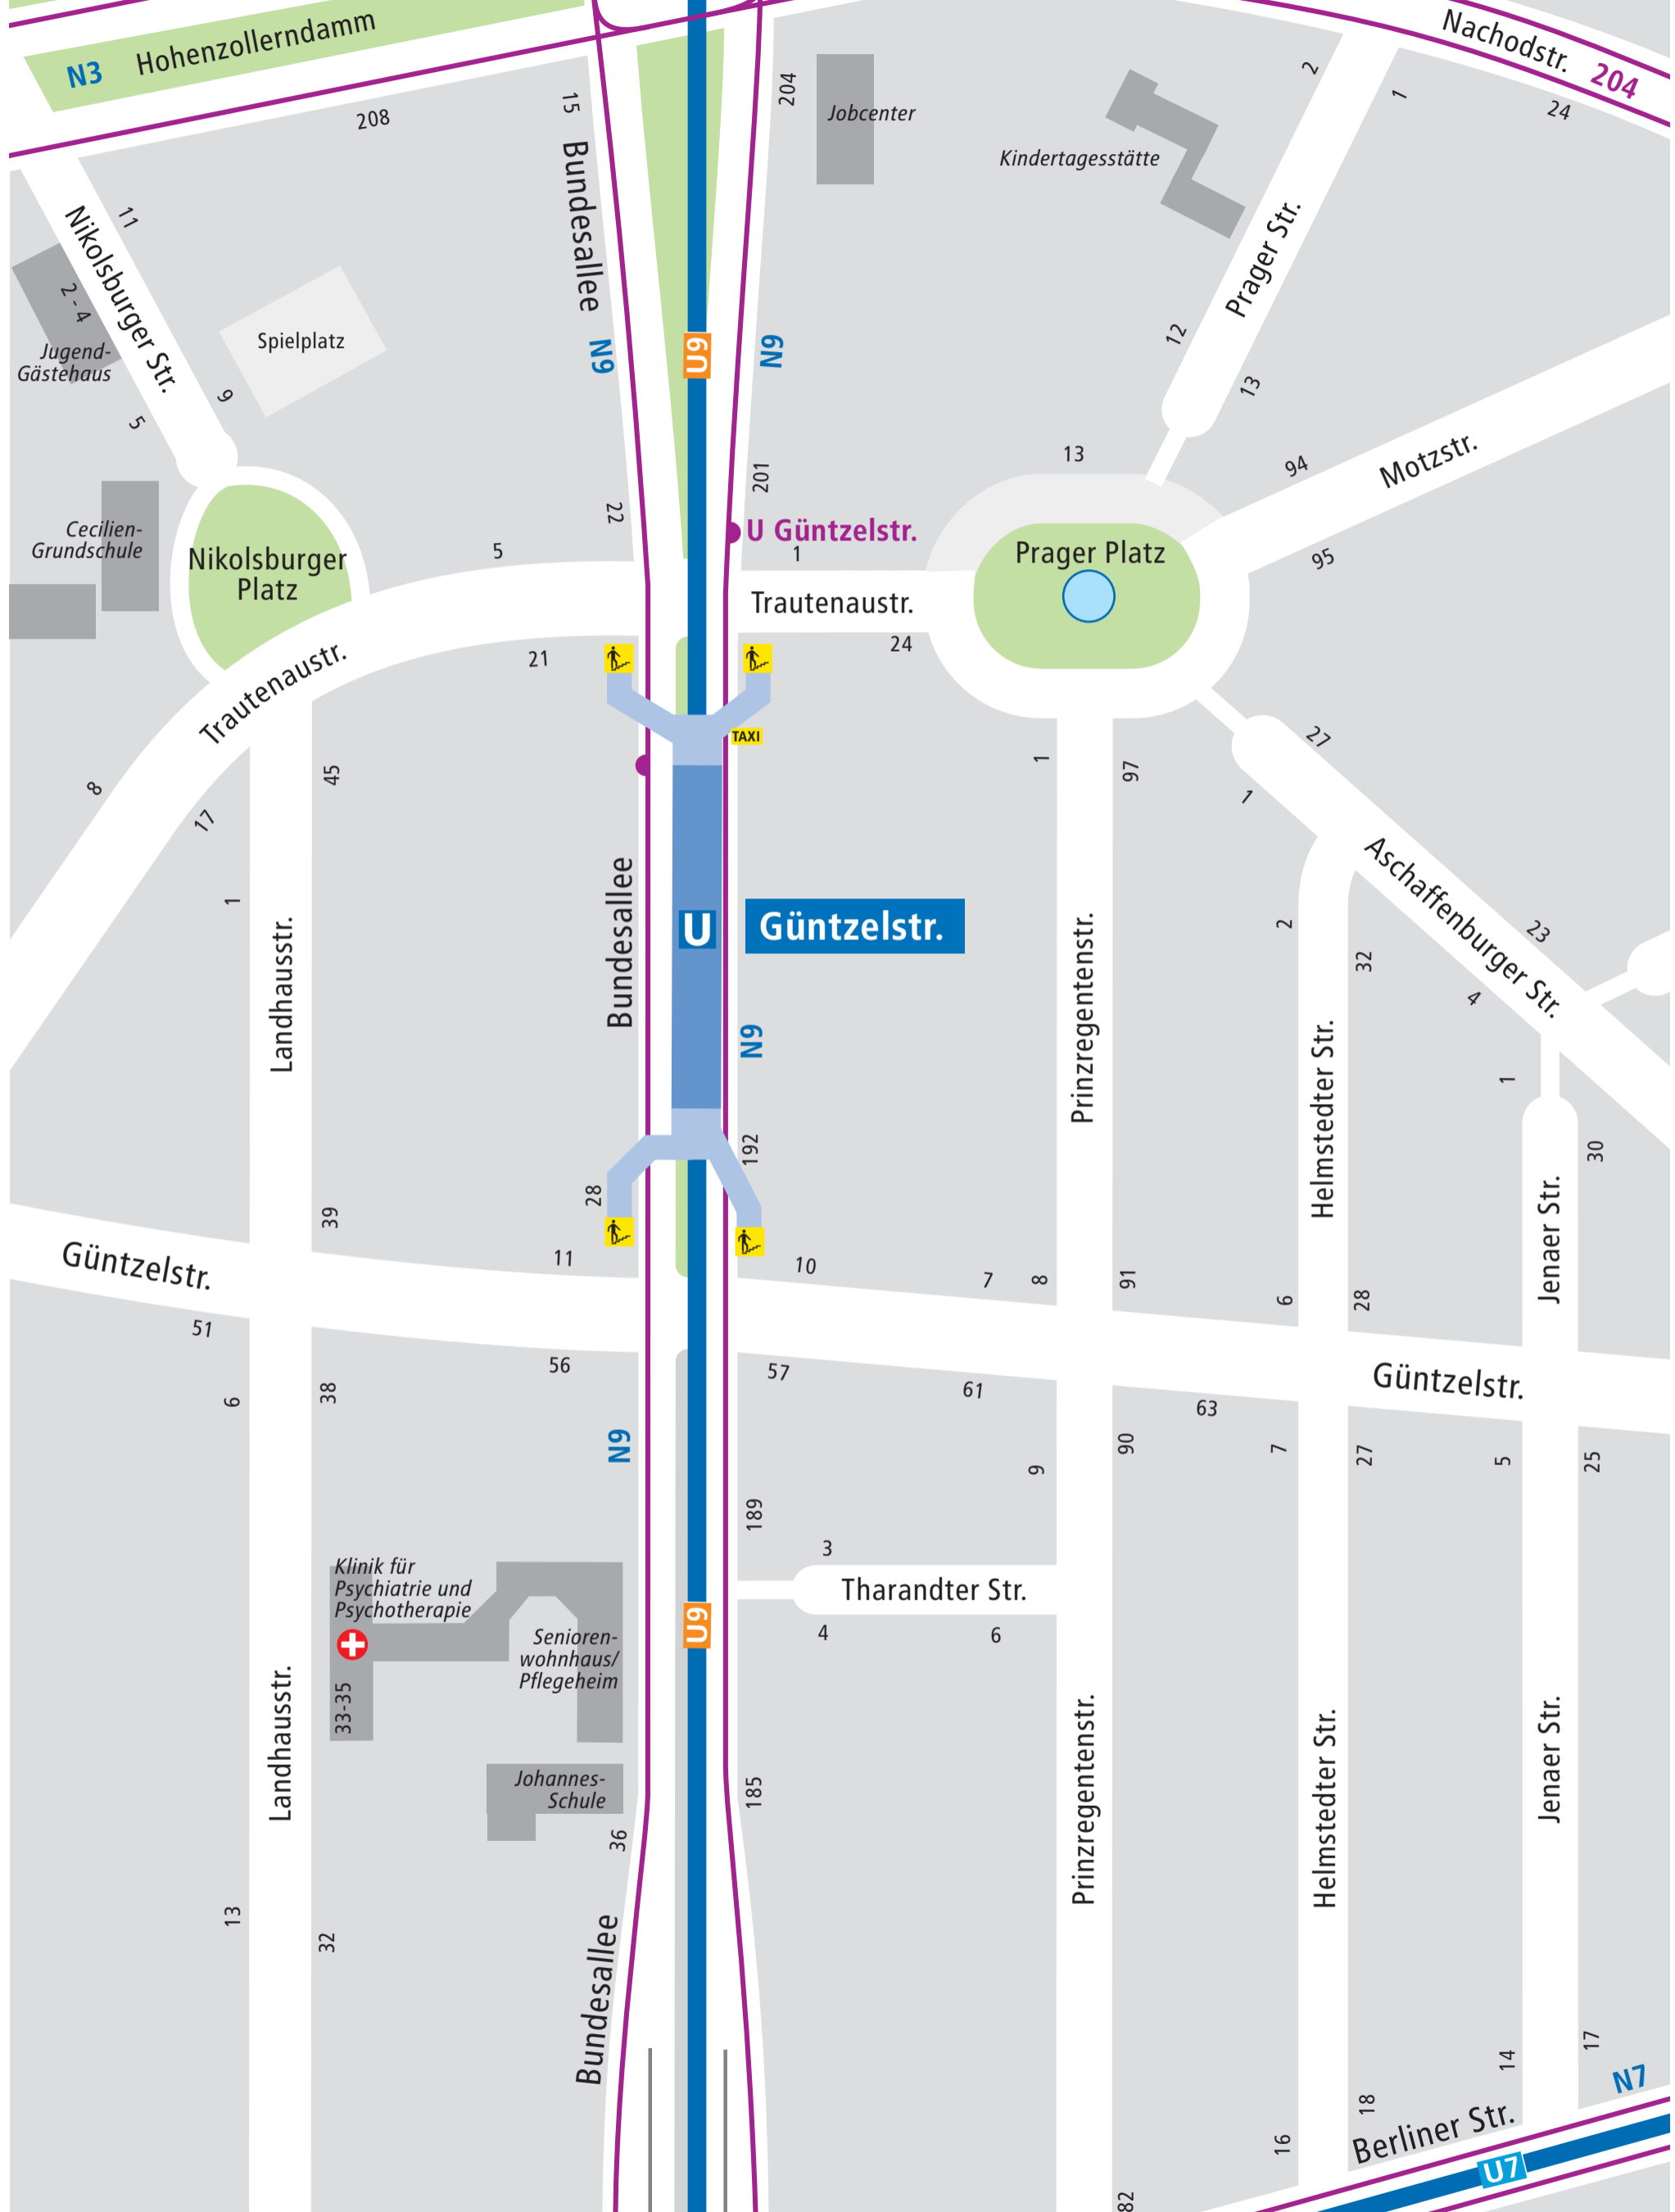 Hohenzollerndamm
N3
Nachodstr.
204
24
2
1
208
15
204
Jobcenter
Kindertagesstätte
Bundesallee
11
Nikolsburger Str.
2 - 4
Jugend-
Gästehaus
Spielplatz
9
5
N9
U9
N9
Prager Str.
12
13
13
94
Motzstr.
95
201
22
U Güntzelstr.
1
5
Cecilien-
Grundschule
Nikolsburger
Platz
Prager Platz
Trautenaustr.
24
21
Trautenaustr.
TAXI
8
17
45
1
97
27
1
1
Landhausstr.
Bundesallee
U
Güntzelstr.
Prinzregentenstr.
2
32
Aschaffenburger Str.
23
4
N9
Helmstedter Str.
1
30
192
28
39
Jenaer Str.
Güntzelstr.
11
10
7
8
91
6
28
51
56
57
61
63
Güntzelstr.
6
38
N9
9
90
7
27
5
25
189
3
Tharandter Str.
4
6
Klinik für
Psychiatrie und
Psychotherapie
33-35
Senioren-
wohnhaus/
Pflegeheim
U9
Landhausstr.
Johannes-
Schule
36
185
Prinzregentenstr.
Helmstedter Str.
Jenaer Str.
13
32
Bundesallee
14
17
N7
18
16
Berliner Str.
U7
82